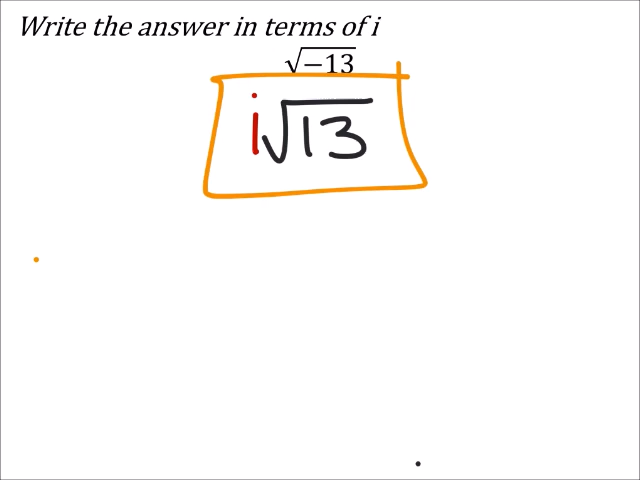 Write the answer in terms of i
√−13
i√13